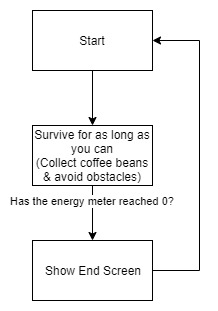 Start
Survive for as long as
you can
(Collect coffee beans
& avoid obstacles)
Has the energy meter reached 0?
Show End Screen